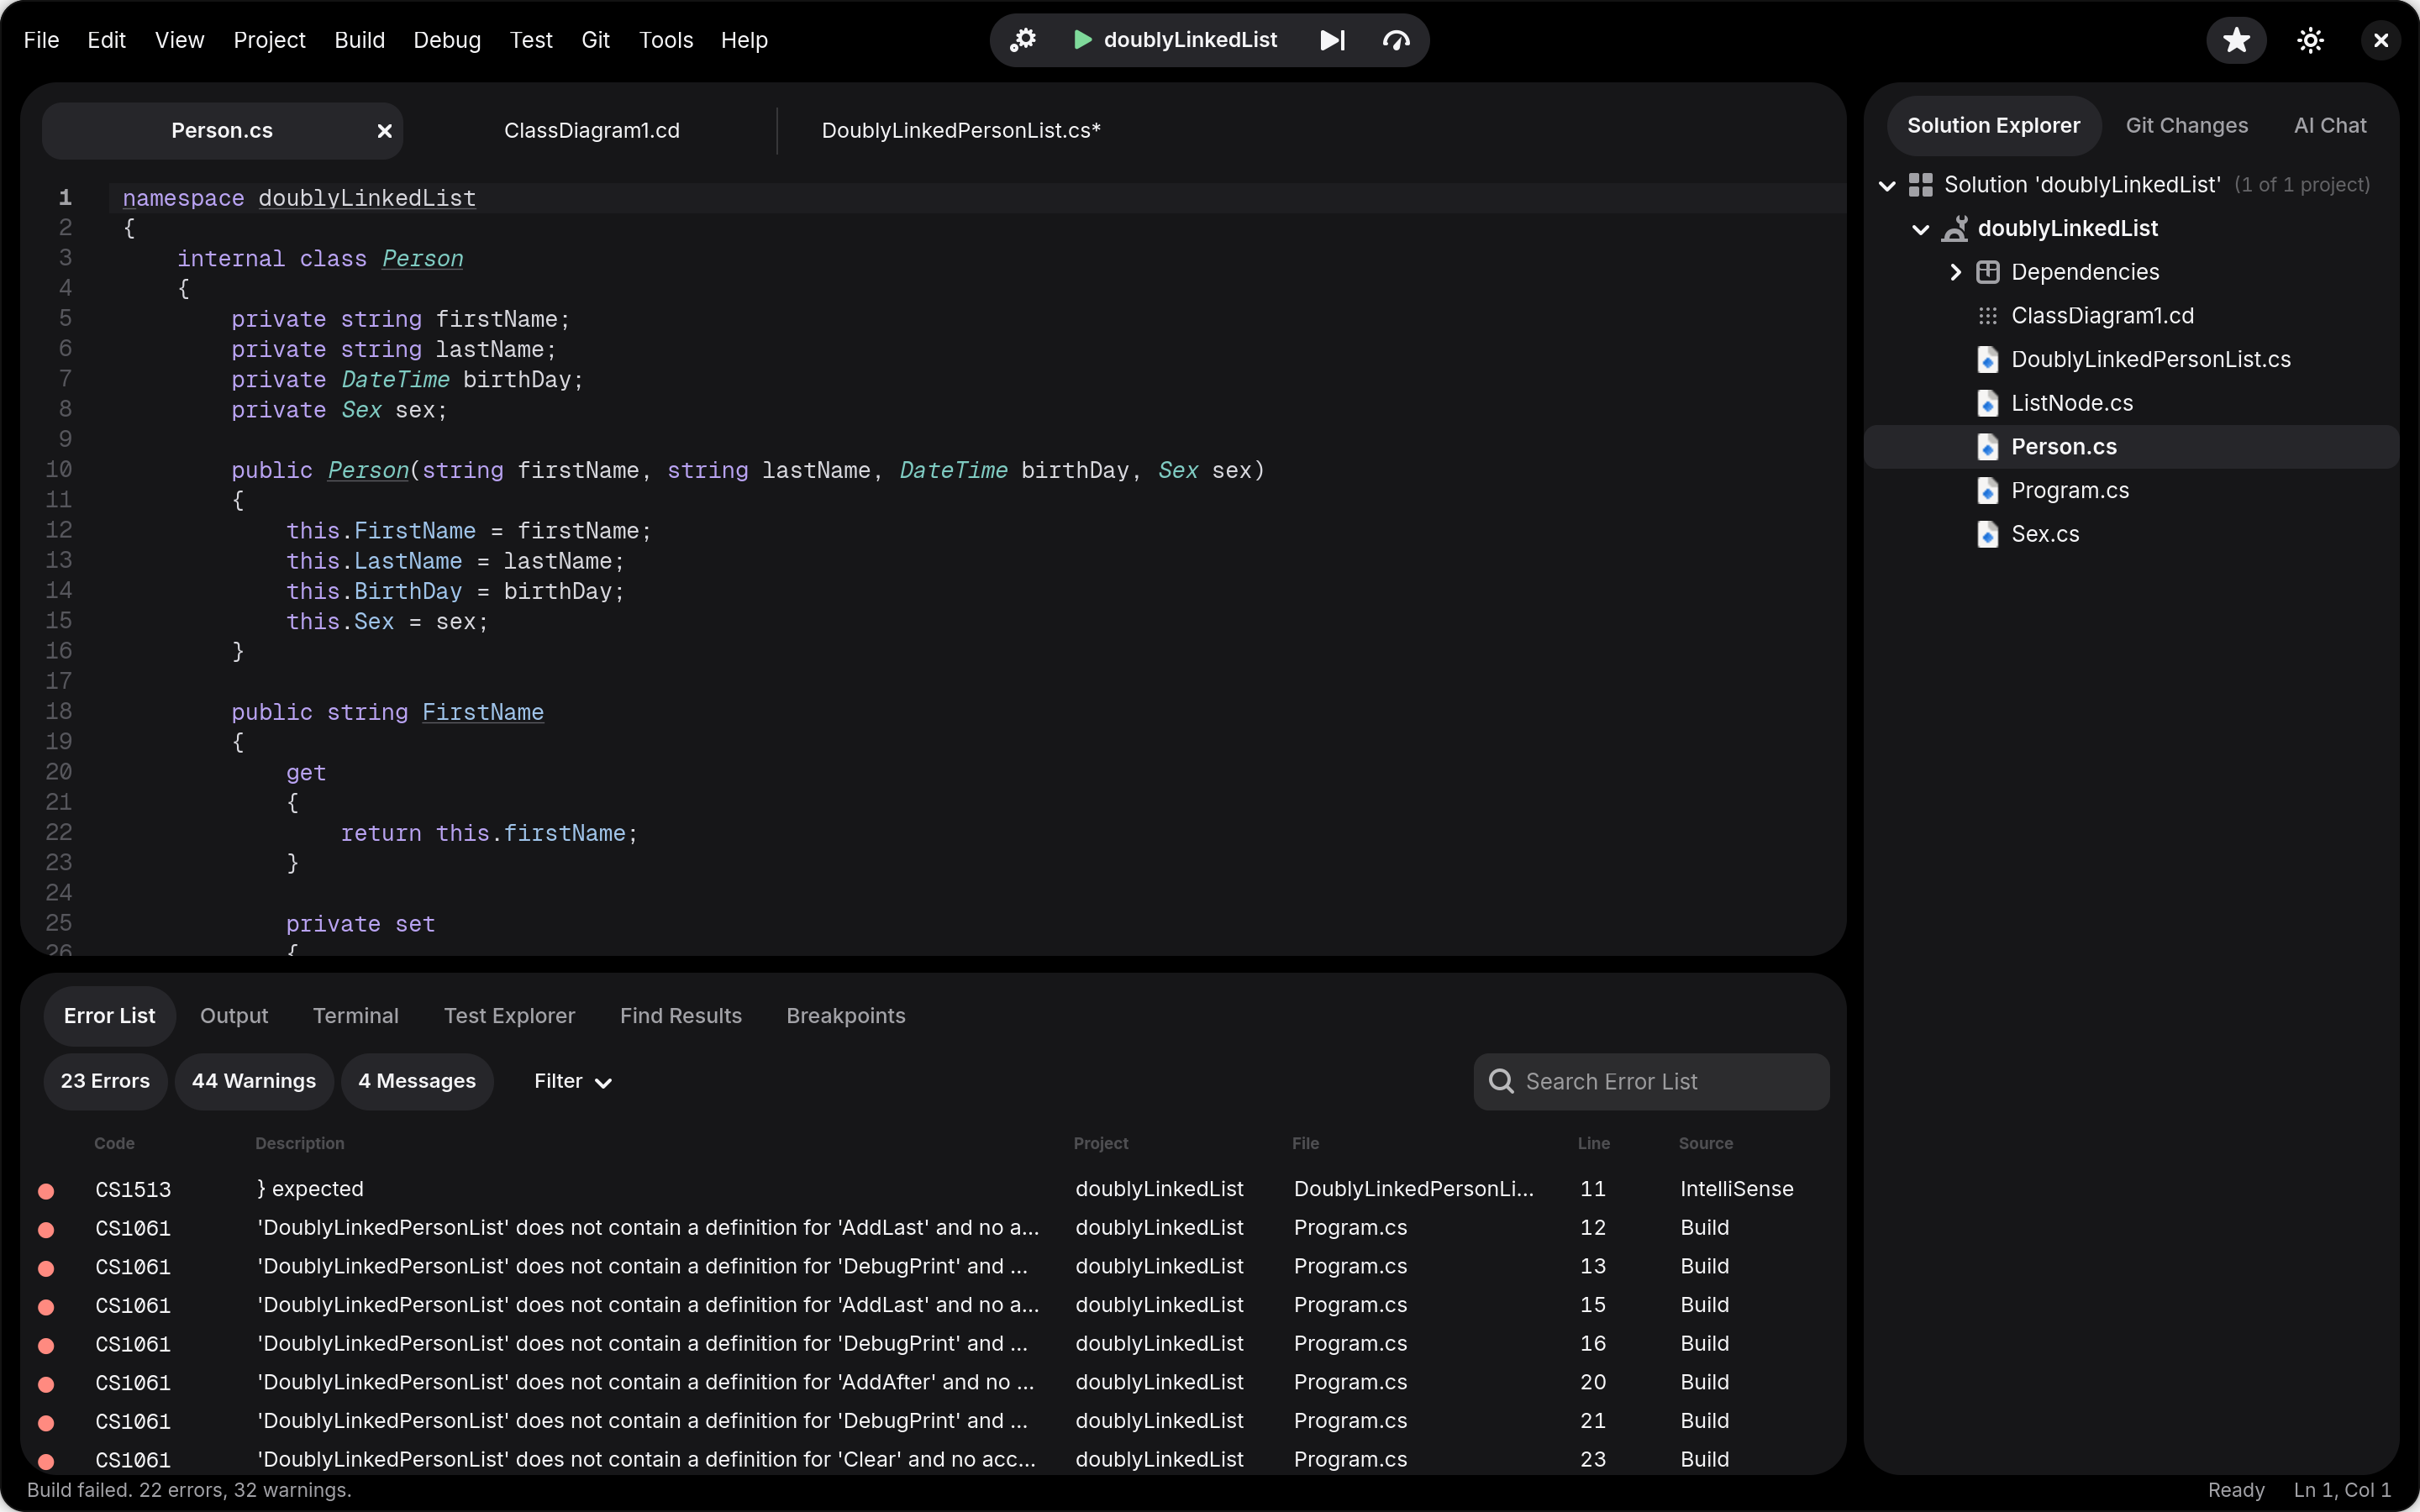 File Edit View Project Build Debug Test Git Tools Help doublyLinkedList
Person.cs ClassDiagram1.cd DoublyLinkedPersonList.cs*
1 namespace doublyLinkedList
2 {
3 internal class Person
4 {
5 private string firstName;
6 private string lastName;
7 private DateTime birthDay;
8 private Sex sex;
9
10 public Person(string firstName, string lastName, DateTime birthDay, Sex sex)
11 {
12 this.FirstName = firstName;
13 this.LastName = lastName;
14 this.BirthDay = birthDay;
15 this.Sex = sex;
16 }
17
18 public string FirstName
19 {
20 get
21 {
22 return this.firstName;
23 }
24
25 private set
26 {
Solution Explorer Git Changes AI Chat
Solution 'doublyLinkedList' (1 of 1 project)
doublyLinkedList
Dependencies
ClassDiagram1.cd
DoublyLinkedPersonList.cs
ListNode.cs
Person.cs
Program.cs
Sex.cs
Error List Output Terminal Test Explorer Find Results Breakpoints
23 Errors 44 Warnings 4 Messages Filter Search Error List
Code Description Project File Line Source
CS1513 } expected doublyLinkedList DoublyLinkedPersonLi... 11 IntelliSense
CS1061 'DoublyLinkedPersonList' does not contain a definition for 'AddLast' and no a... doublyLinkedList Program.cs 12 Build
CS1061 'DoublyLinkedPersonList' does not contain a definition for 'DebugPrint' and ... doublyLinkedList Program.cs 13 Build
CS1061 'DoublyLinkedPersonList' does not contain a definition for 'AddLast' and no a... doublyLinkedList Program.cs 15 Build
CS1061 'DoublyLinkedPersonList' does not contain a definition for 'DebugPrint' and ... doublyLinkedList Program.cs 16 Build
CS1061 'DoublyLinkedPersonList' does not contain a definition for 'AddAfter' and no ... doublyLinkedList Program.cs 20 Build
CS1061 'DoublyLinkedPersonList' does not contain a definition for 'DebugPrint' and ... doublyLinkedList Program.cs 21 Build
CS1061 'DoublyLinkedPersonList' does not contain a definition for 'Clear' and no acc... doublyLinkedList Program.cs 23 Build
Build failed. 22 errors, 32 warnings. Ready Ln 1, Col 1